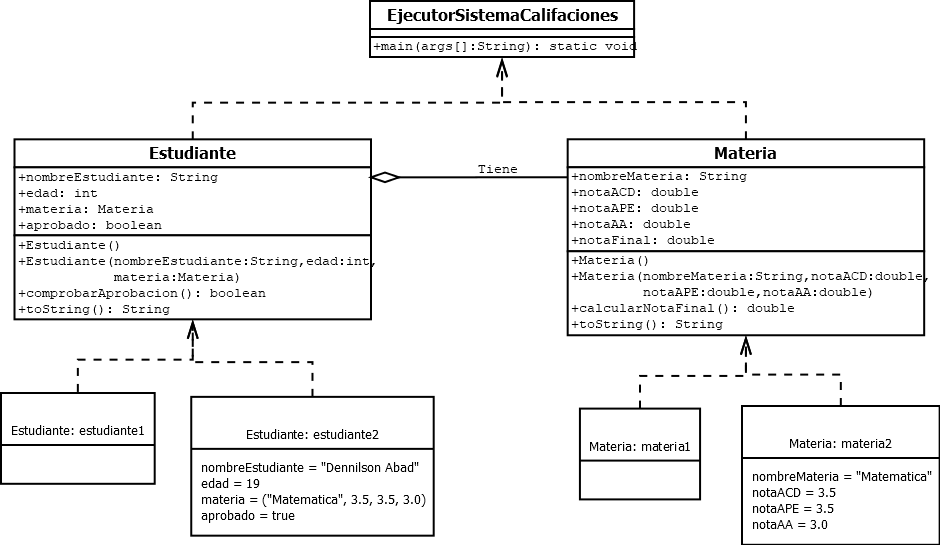 EjecutorSistemaCalifaciones
+main(args[]:String): static void
Estudiante
+nombreEstudiante: String
+edad: int
+materia: Materia
+aprobado: boolean
+Estudiante()
+Estudiante(nombreEstudiante:String,edad:int,
materia:Materia)
+comprobarAprobacion(): boolean
+toString(): String
Tiene
Materia
+nombreMateria: String
+notaACD: double
+notaAPE: double
+notaAA: double
+notaFinal: double
+Materia()
+Materia(nombreMateria:String,notaACD:double,
notaAPE:double,notaAA:double)
+calcularNotaFinal(): double
+toString(): String
Estudiante: estudiante1
Estudiante: estudiante2
nombreEstudiante = "Dennilson Abad"
edad = 19
materia = ("Matematica", 3.5, 3.5, 3.0)
aprobado = true
Materia: materia1
Materia: materia2
nombreMateria = "Matematica"
notaACD = 3.5
notaAPE = 3.5
notaAA = 3.0